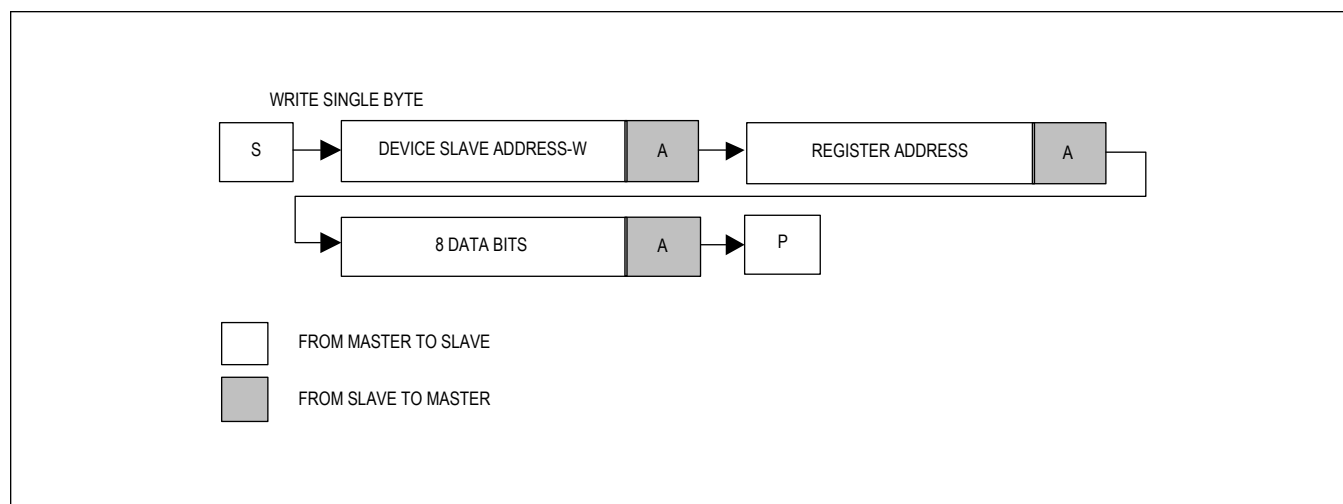 WRITE SINGLE BYTE
S DEVICE SLAVE ADDRESS-W A REGISTER ADDRESS A
8 DATA BITS A P
FROM MASTER TO SLAVE
FROM SLAVE TO MASTER